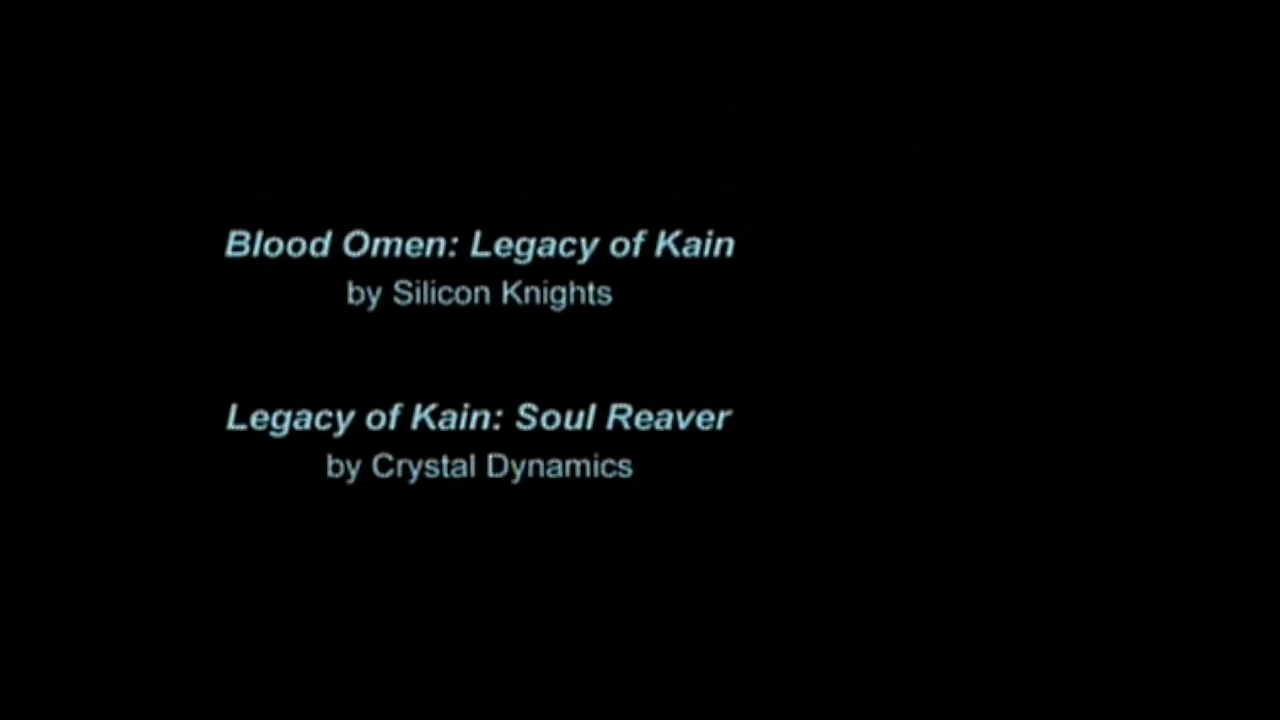 Blood Omen: Legacy of Kain
by Silicon Knights
Legacy of Kain: Soul Reaver
by Crystal Dynamics